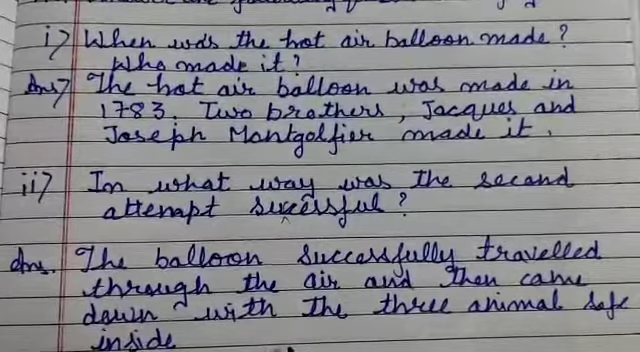 i) When was the hot air balloon made?
Who made it?
Ans) The hot air balloon was made in
1783. Two brothers, Jacques and
Joseph Montgolfier made it.
ii) In what way was the second
attempt successful?
Ans. The balloon successfully travelled
through the air and then came
down with the three animal safe
inside